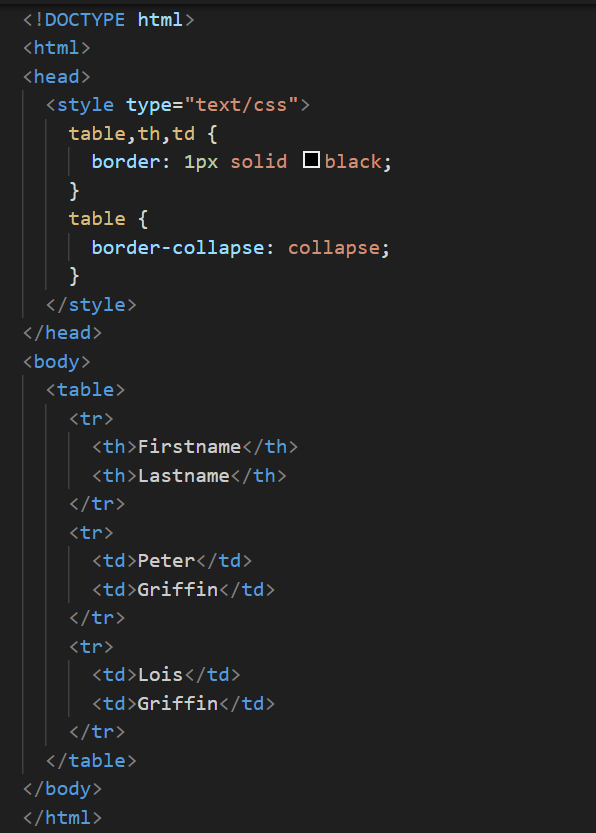 <!DOCTYPE html>
<html>
<head>
  <style type="text/css">
    table,th,td {
      border: 1px solid black;
    }
    table {
      border-collapse: collapse;
    }
  </style>
</head>
<body>
  <table>
    <tr>
      <th>Firstname</th>
      <th>Lastname</th>
    </tr>
    <tr>
      <td>Peter</td>
      <td>Griffin</td>
    </tr>
    <tr>
      <td>Lois</td>
      <td>Griffin</td>
    </tr>
  </table>
</body>
</html>